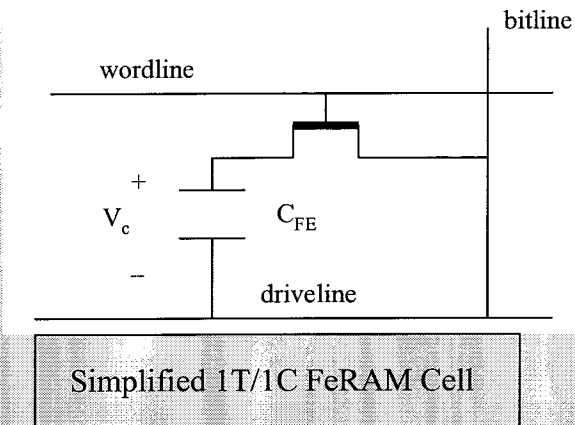 bitline
wordline
+
V_c
C_FE
–
driveline
Simplified 1T/1C FeRAM Cell